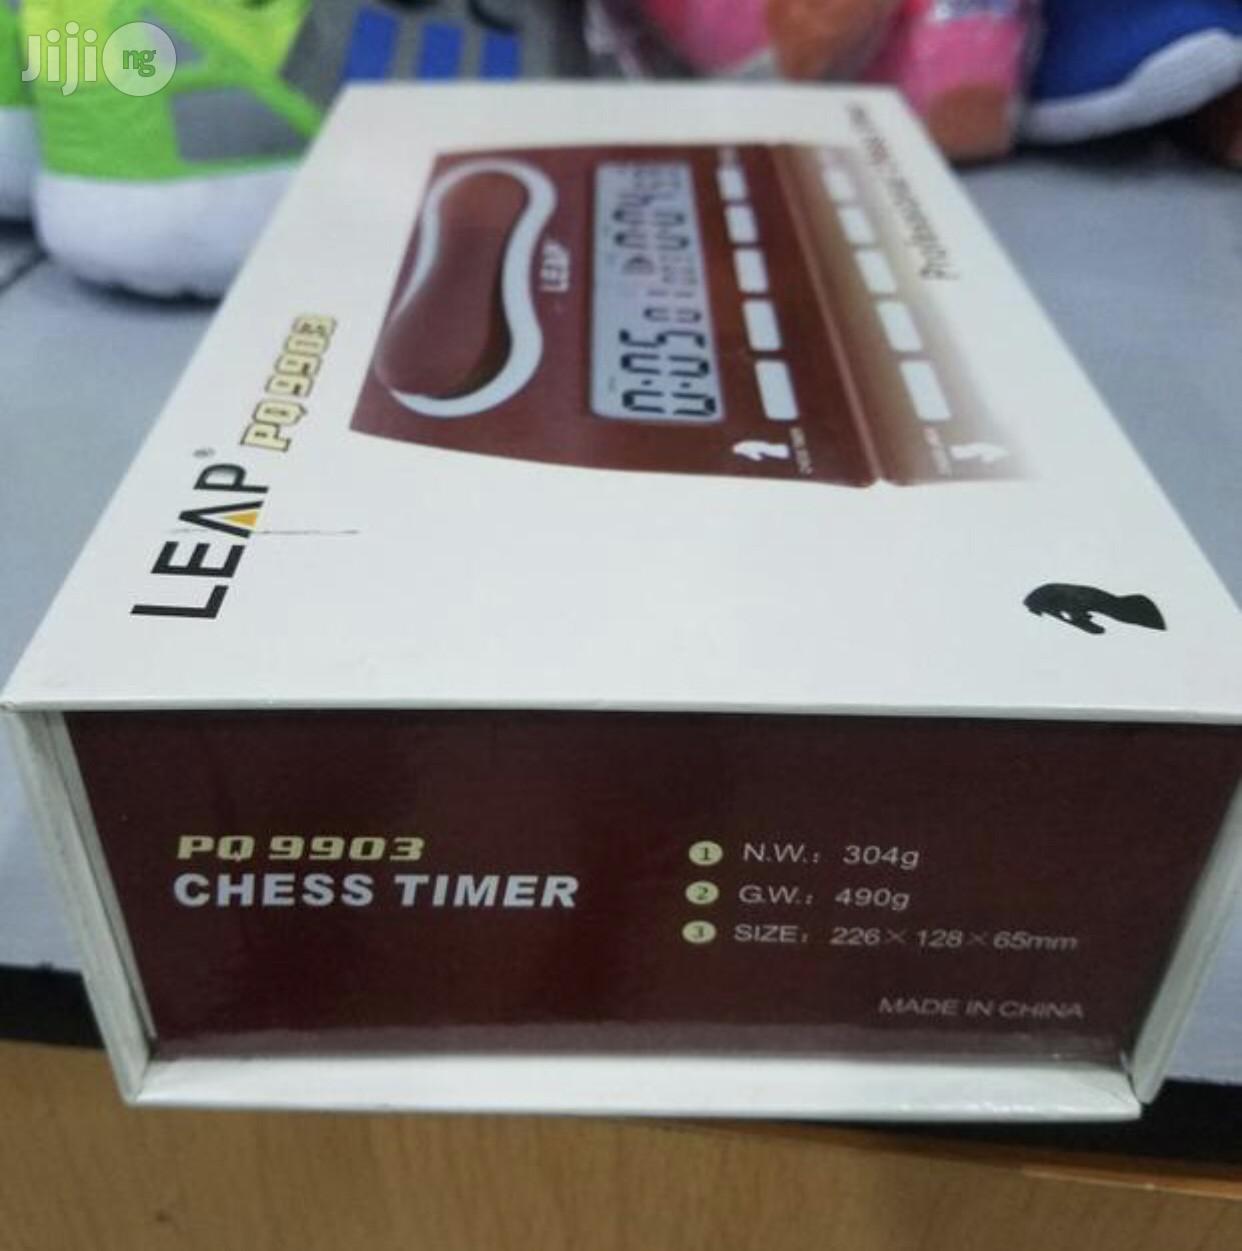 Jiji ng
LEAP® PQ 9903
LEAP
PQ 9903
CHESS TIMER
1 N.W.: 304g
2 G.W.: 490g
3 SIZE: 226×128×65mm
MADE IN CHINA